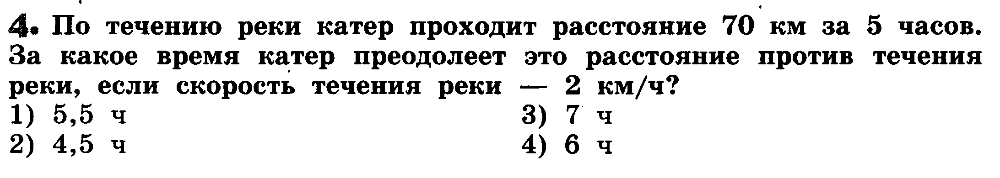 4. По течению реки катер проходит расстояние 70 км за 5 часов.
За какое время катер преодолеет это расстояние против течения
реки, если скорость течения реки — 2 км/ч?
1) 5,5 ч 3) 7 ч
2) 4,5 ч 4) 6 ч